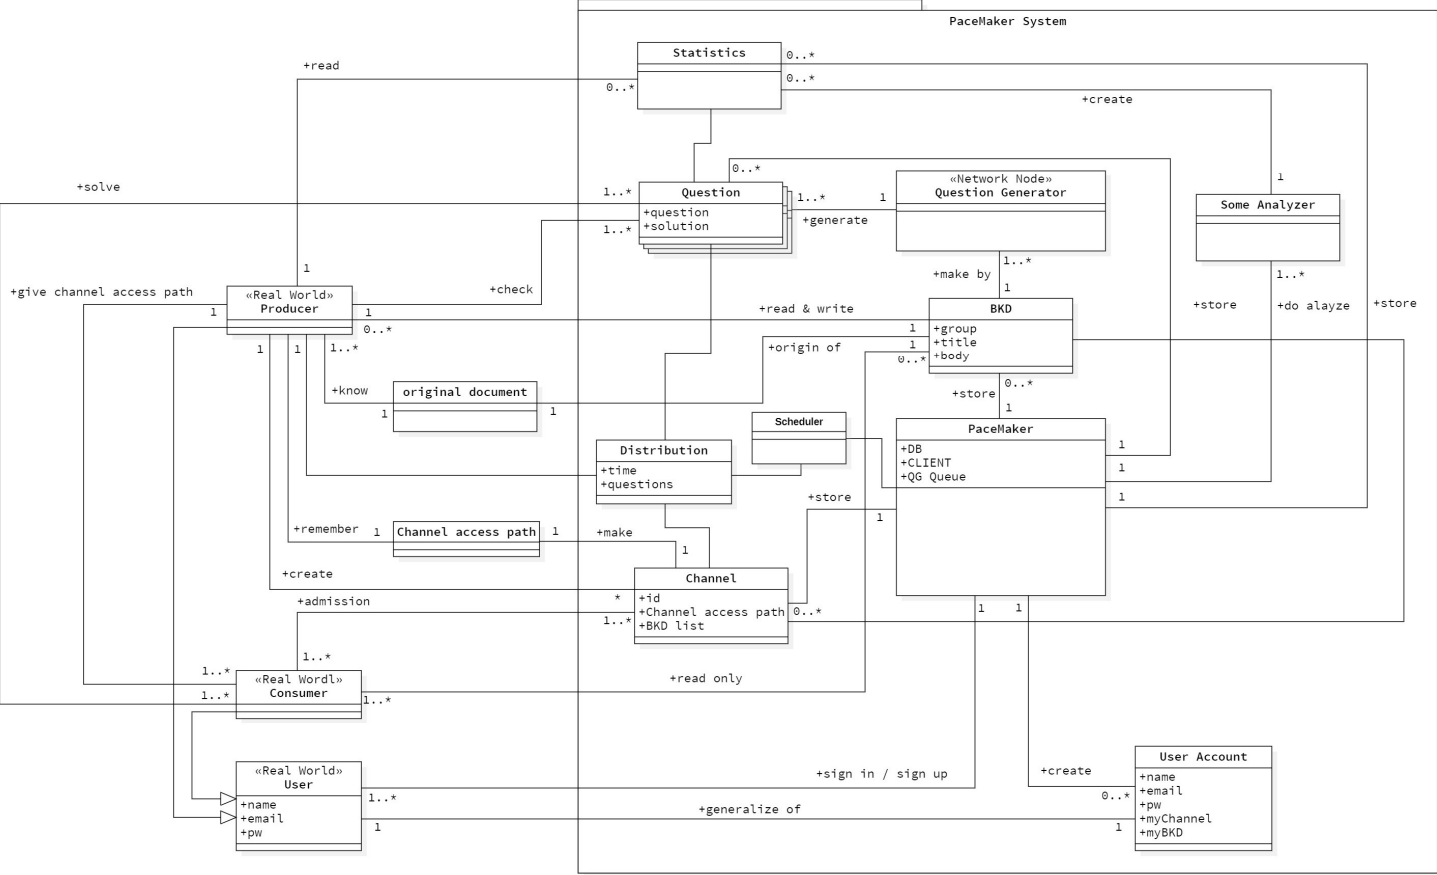 PaceMaker System
Statistics
0..*
+read
0..*
0..*
+create
0..*
1
+solve
1..*
Question
+question
+solution
1..*
1..*
1
+generate
«Network Node»
Question Generator
Some Analyzer
1..*
+make by
1
1..*
+do alayze
+store
+store
1
+give channel access path
1
«Real World»
Producer
1
0..*
+check
+read & write
1
1
0..*
+origin of
BKD
+group
+title
+body
1
1
1..*
+know
1
original document
1
0..*
+store
1
Scheduler
PaceMaker
+DB
+CLIENT
+QG Queue
1
1
1
Distribution
+time
+questions
+store
1
+remember
1
Channel access path
1
+make
1
+create
*
Channel
+id
+Channel access path
+BKD list
0..*
+admission
1..*
1..*
1..*
1..*
«Real Wordl»
Consumer
1..*
+read only
1
1
«Real World»
User
+name
+email
+pw
1..*
+sign in / sign up
1
+generalize of
1
+create
0..*
User Account
+name
+email
+pw
+myChannel
+myBKD